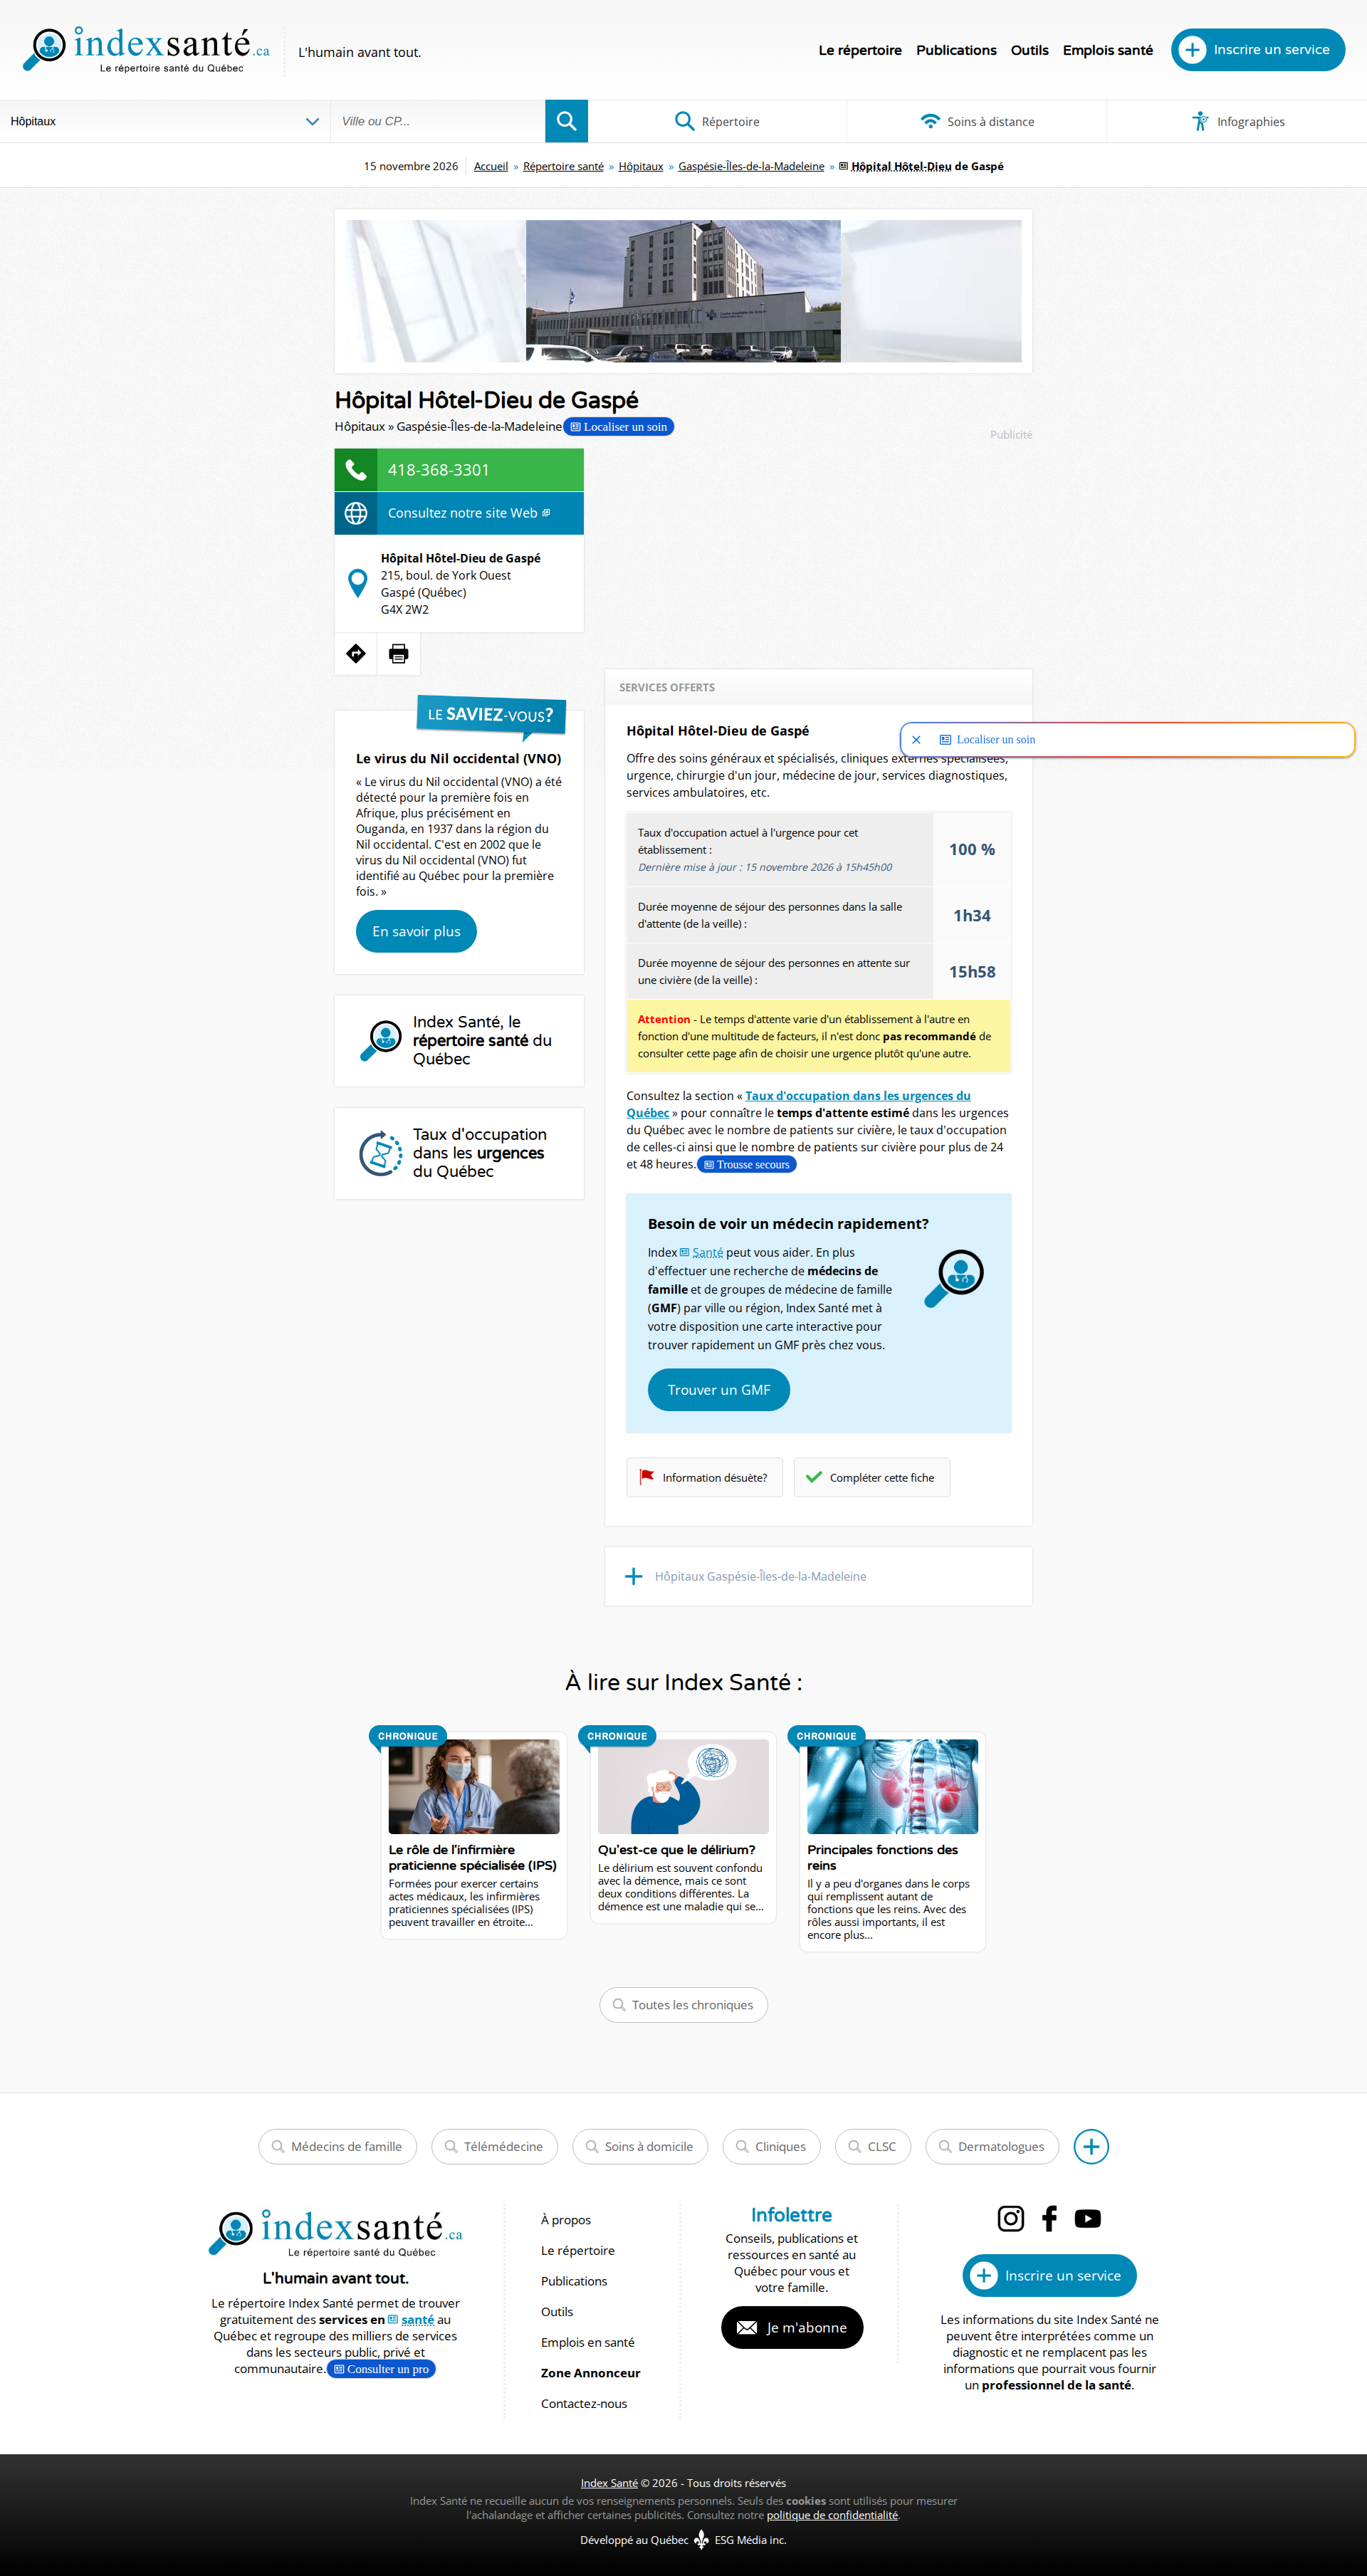 indexsanté.ca
Le répertoire santé du Québec
L'humain avant tout.
Le répertoire
Publications
Outils
Emplois santé
Inscrire un service
Hôpitaux
Ville ou CP...
Répertoire
Soins à distance
Infographies
15 novembre 2026
Accueil » Répertoire santé » Hôpitaux » Gaspésie-Îles-de-la-Madeleine » Hôpital Hôtel-Dieu de Gaspé
Hôpital Hôtel-Dieu de Gaspé
Hôpitaux » Gaspésie-Îles-de-la-Madeleine Localiser un soin
Publicité
418-368-3301
Consultez notre site Web
Hôpital Hôtel-Dieu de Gaspé
215, boul. de York Ouest
Gaspé (Québec)
G4X 2W2
LE SAVIEZ-VOUS?
Le virus du Nil occidental (VNO)
« Le virus du Nil occidental (VNO) a été
détecté pour la première fois en
Afrique, plus précisément en
Ouganda, en 1937 dans la région du
Nil occidental. C'est en 2002 que le
virus du Nil occidental (VNO) fut
identifié au Québec pour la première
fois. »
En savoir plus
Index Santé, le
répertoire santé du
Québec
Taux d'occupation
dans les urgences
du Québec
SERVICES OFFERTS
Hôpital Hôtel-Dieu de Gaspé
Localiser un soin
Offre des soins généraux et spécialisés, cliniques externes spécialisées,
urgence, chirurgie d'un jour, médecine de jour, services diagnostiques,
services ambulatoires, etc.
Taux d'occupation actuel à l'urgence pour cet
établissement :
Dernière mise à jour : 15 novembre 2026 à 15h45h00
100 %
Durée moyenne de séjour des personnes dans la salle
d'attente (de la veille) :
1h34
Durée moyenne de séjour des personnes en attente sur
une civière (de la veille) :
15h58
Attention - Le temps d'attente varie d'un établissement à l'autre en
fonction d'une multitude de facteurs, il n'est donc pas recommandé de
consulter cette page afin de choisir une urgence plutôt qu'une autre.
Consultez la section « Taux d'occupation dans les urgences du
Québec » pour connaître le temps d'attente estimé dans les urgences
du Québec avec le nombre de patients sur civière, le taux d'occupation
de celles-ci ainsi que le nombre de patients sur civière pour plus de 24
et 48 heures. Trousse secours
Besoin de voir un médecin rapidement?
Index Santé peut vous aider. En plus
d'effectuer une recherche de médecins de
famille et de groupes de médecine de famille
(GMF) par ville ou région, Index Santé met à
votre disposition une carte interactive pour
trouver rapidement un GMF près chez vous.
Trouver un GMF
Information désuète?
Compléter cette fiche
Hôpitaux Gaspésie-Îles-de-la-Madeleine
À lire sur Index Santé :
CHRONIQUE
Le rôle de l'infirmière
praticienne spécialisée (IPS)
Formées pour exercer certains
actes médicaux, les infirmières
praticiennes spécialisées (IPS)
peuvent travailler en étroite...
CHRONIQUE
Qu'est-ce que le délirium?
Le délirium est souvent confondu
avec la démence, mais ce sont
deux conditions différentes. La
démence est une maladie qui se...
CHRONIQUE
Principales fonctions des
reins
Il y a peu d'organes dans le corps
qui remplissent autant de
fonctions que les reins. Avec des
rôles aussi importants, il est
encore plus...
Toutes les chroniques
Médecins de famille
Télémédecine
Soins à domicile
Cliniques
CLSC
Dermatologues
indexsanté.ca
Le répertoire santé du Québec
L'humain avant tout.
Le répertoire Index Santé permet de trouver
gratuitement des services en santé au
Québec et regroupe des milliers de services
dans les secteurs public, privé et
communautaire. Consulter un pro
À propos
Le répertoire
Publications
Outils
Emplois en santé
Zone Annonceur
Contactez-nous
Infolettre
Conseils, publications et
ressources en santé au
Québec pour vous et
votre famille.
Je m'abonne
Inscrire un service
Les informations du site Index Santé ne
peuvent être interprétées comme un
diagnostic et ne remplacent pas les
informations que pourrait vous fournir
un professionnel de la santé.
Index Santé © 2026 - Tous droits réservés
Index Santé ne recueille aucun de vos renseignements personnels. Seuls des cookies sont utilisés pour mesurer
l'achalandage et afficher certaines publicités. Consultez notre politique de confidentialité.
Développé au Québec ESG Média inc.